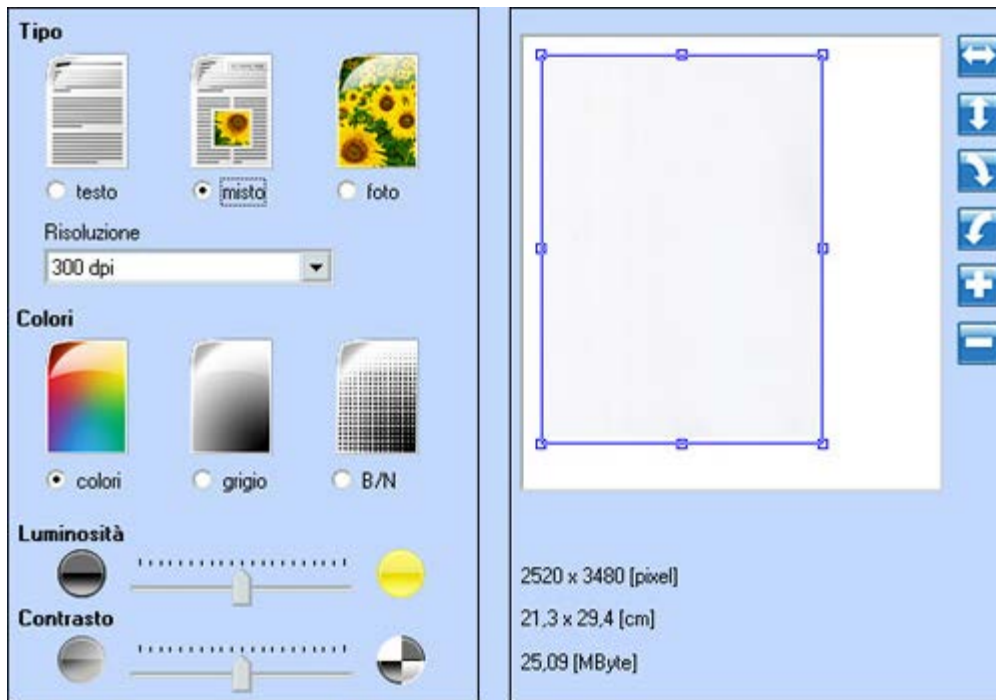 Tipo
testo misto foto
Risoluzione
300 dpi
Colori
colori grigio B/N
Luminosità
Contrasto
2520 x 3480 [pixel]
21,3 x 29,4 [cm]
25,09 [MByte]